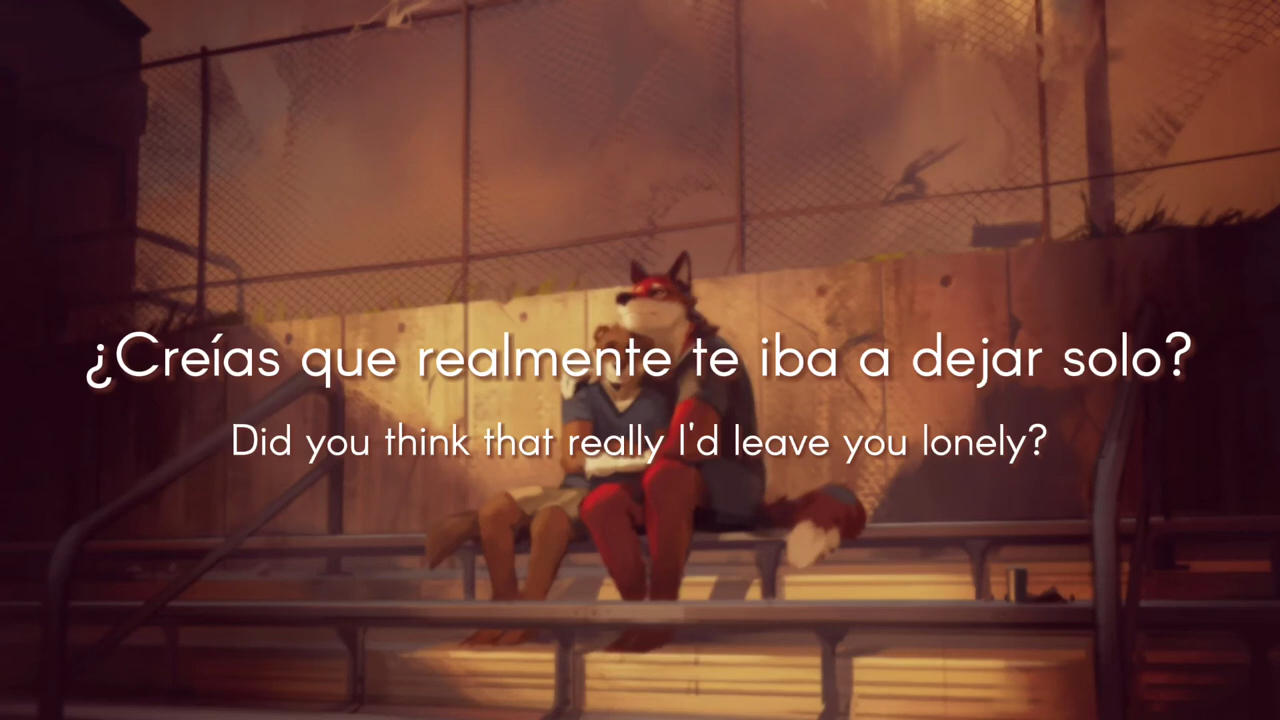 ¿Creías que realmente te iba a dejar solo?
Did you think that really I'd leave you lonely?